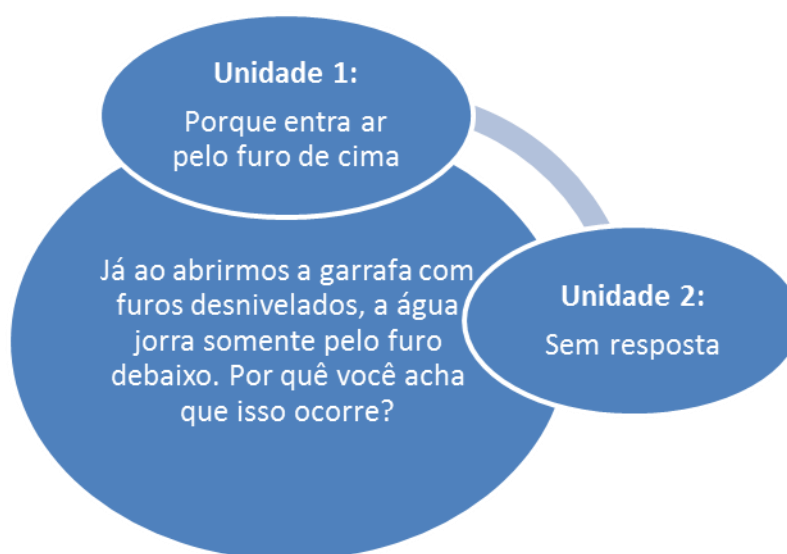 Unidade 1:
Porque entra ar
pelo furo de cima
Já ao abrirmos a garrafa com
furos desnivelados, a água
jorra somente pelo furo
debaixo. Por quê você acha
que isso ocorre?
Unidade 2:
Sem resposta